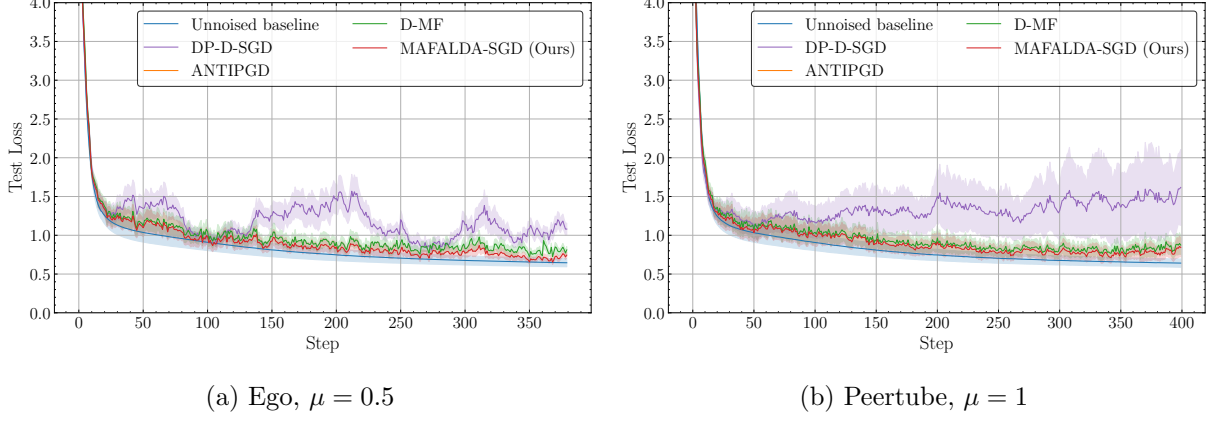 4.0
3.5
3.0
2.5
2.0
1.5
1.0
0.5
0.0
Test Loss
Unnoised baseline
DP-D-SGD
ANTIPGD
D-MF
MAFALDA-SGD (Ours)
0 50 100 150 200 250 300 350
Step
(a) Ego, μ = 0.5
4.0
3.5
3.0
2.5
2.0
1.5
1.0
0.5
0.0
Test Loss
Unnoised baseline
DP-D-SGD
ANTIPGD
D-MF
MAFALDA-SGD (Ours)
0 50 100 150 200 250 300 350 400
Step
(b) Peertube, μ = 1